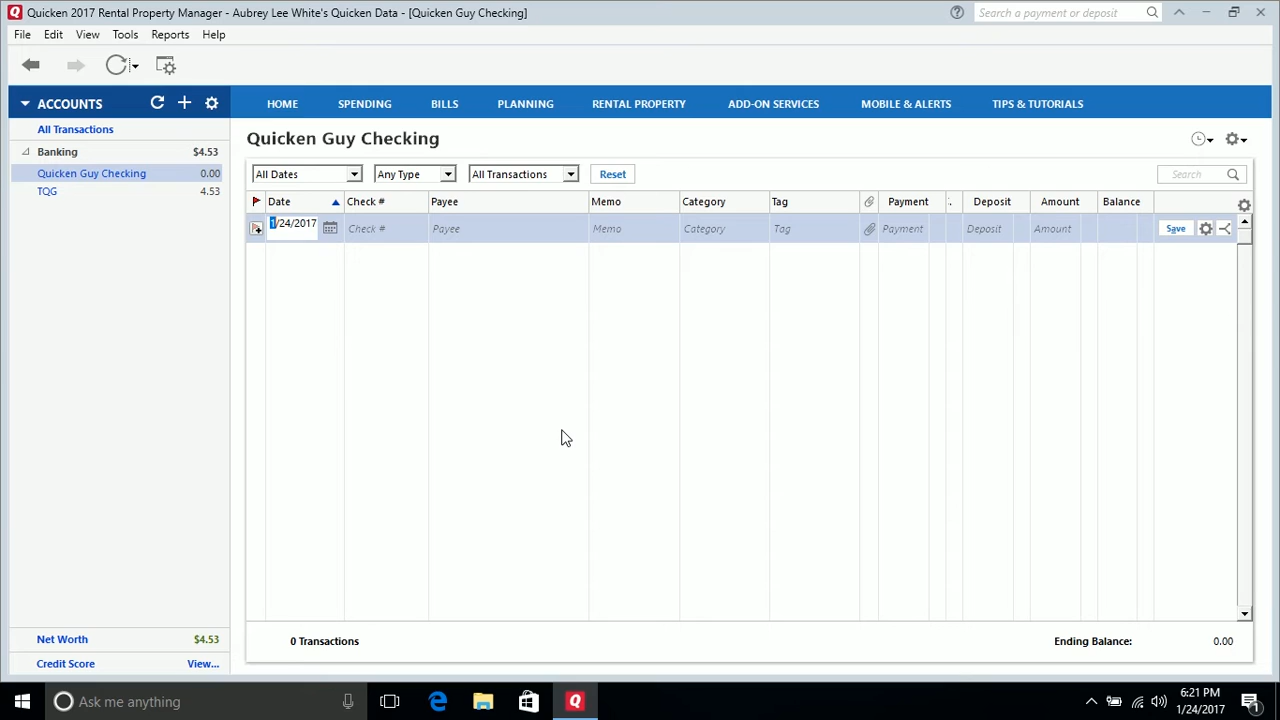 Quicken 2017 Rental Property Manager - Aubrey Lee White's Quicken Data - [Quicken Guy Checking]
Search a payment or deposit
File Edit View Tools Reports Help
ACCOUNTS
HOME SPENDING BILLS PLANNING RENTAL PROPERTY ADD-ON SERVICES MOBILE & ALERTS TIPS & TUTORIALS
All Transactions
Banking $4.53
Quicken Guy Checking 0.00
TQG 4.53
Quicken Guy Checking
All Dates Any Type All Transactions Reset Search
Date Check # Payee Memo Category Tag Payment Deposit Amount Balance
1/24/2017 Check # Payee Memo Category Tag Payment Deposit Amount Save
Net Worth $4.53
0 Transactions Ending Balance: 0.00
Credit Score View...
Ask me anything
6:21 PM
1/24/2017
1